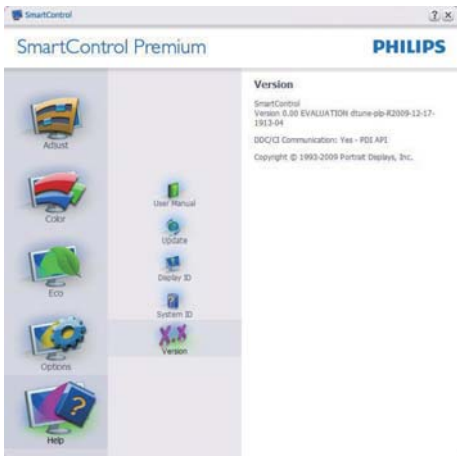 SmartControl
SmartControl Premium
PHILIPS
Adjust
Color
Eco
Options
Help
User Manual
Update
Display ID
System ID
Version
Version
SmartControl
Version 0.00 EVALUATION dtune-plp-R2009-12-17-
1913-04
DDC/CI Communication: Yes - PDI API
Copyright © 1993-2009 Portrait Displays, Inc.